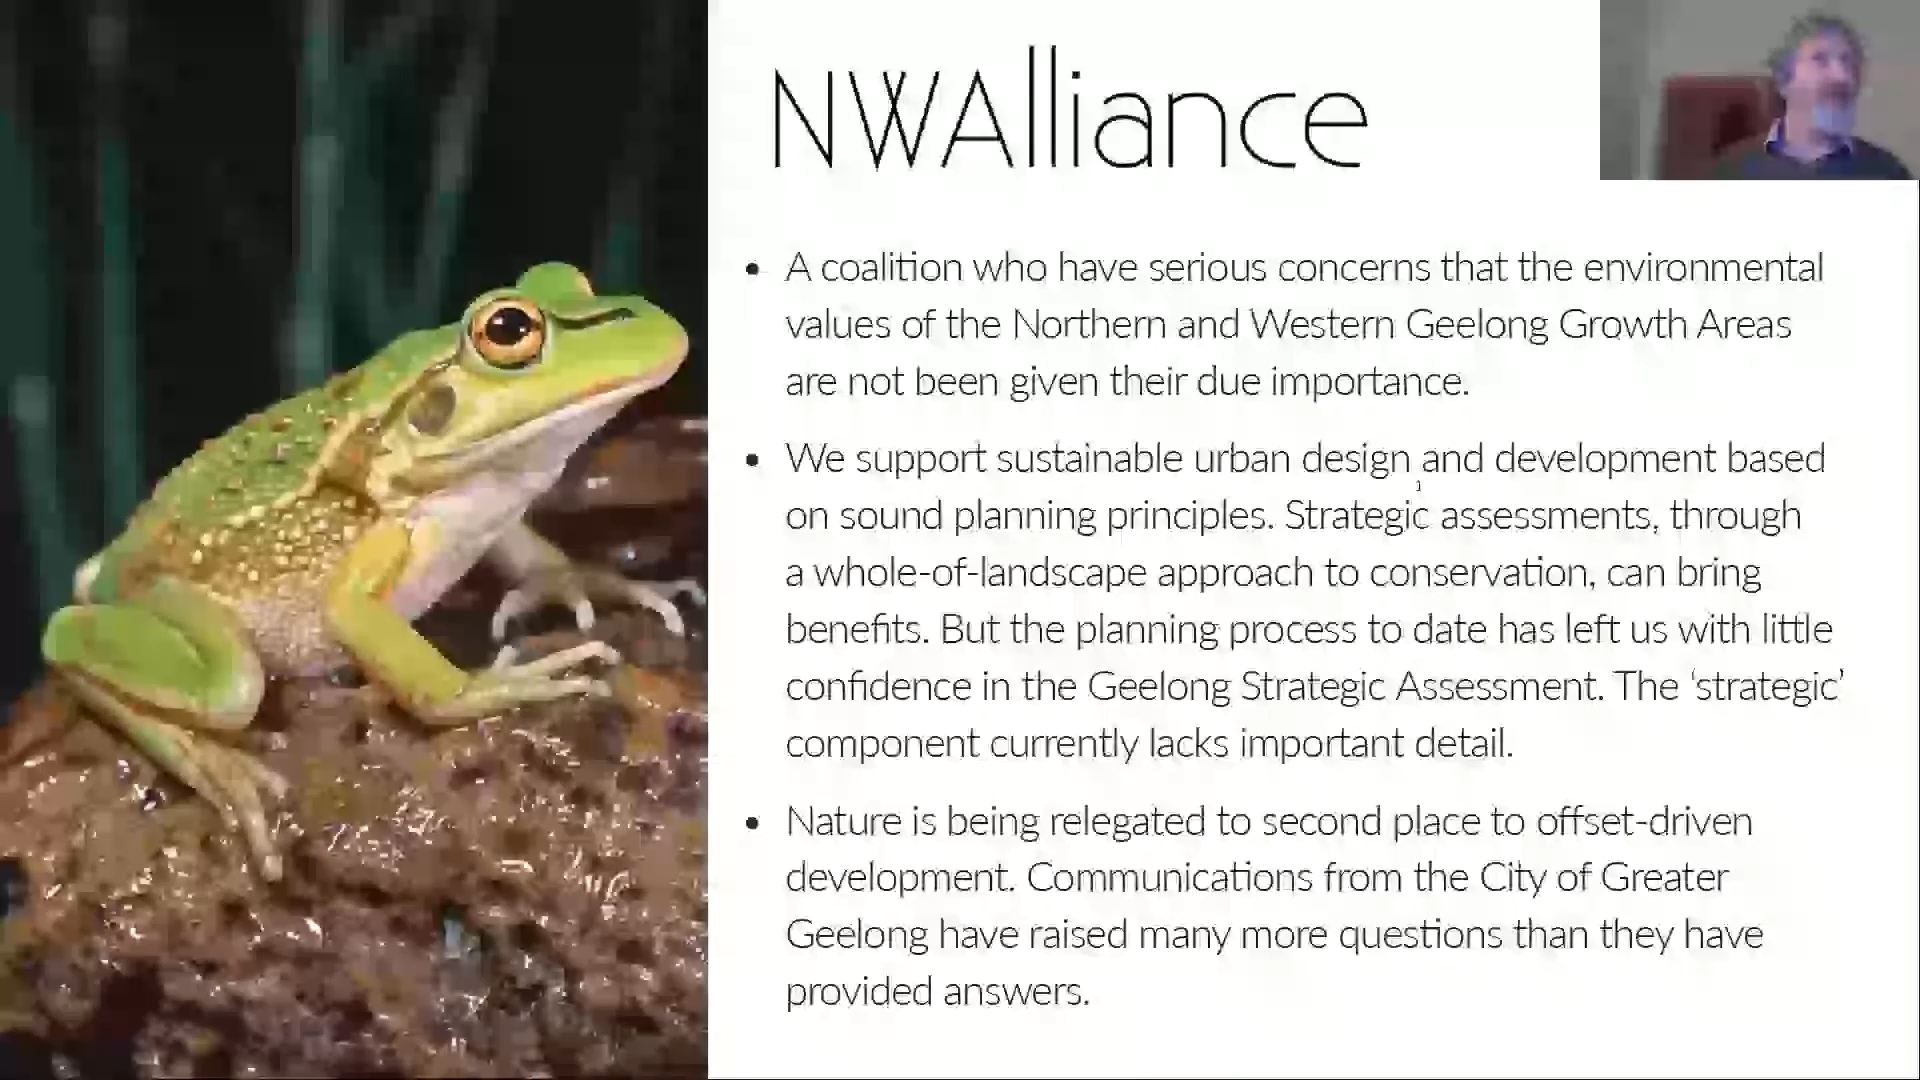 NWAlliance
• A coalition who have serious concerns that the environmental
values of the Northern and Western Geelong Growth Areas
are not been given their due importance.
• We support sustainable urban design and development based
on sound planning principles. Strategic assessments, through
a whole-of-landscape approach to conservation, can bring
benefits. But the planning process to date has left us with little
confidence in the Geelong Strategic Assessment. The ‘strategic’
component currently lacks important detail.
• Nature is being relegated to second place to offset-driven
development. Communications from the City of Greater
Geelong have raised many more questions than they have
provided answers.